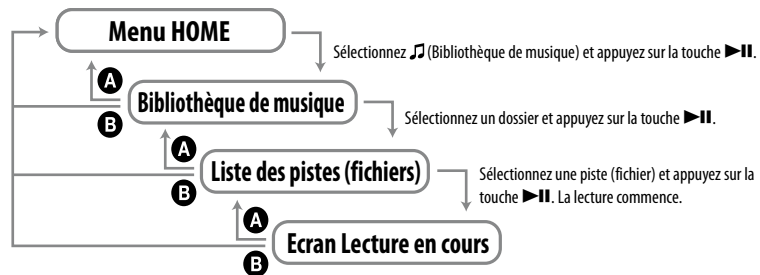 Menu HOME
Sélectionnez ♫ (Bibliothèque de musique) et appuyez sur la touche ►II.
A
Bibliothèque de musique
B
Sélectionnez un dossier et appuyez sur la touche ►II.
A
Liste des pistes (fichiers)
B
Sélectionnez une piste (fichier) et appuyez sur la
touche ►II. La lecture commence.
A
Ecran Lecture en cours
B